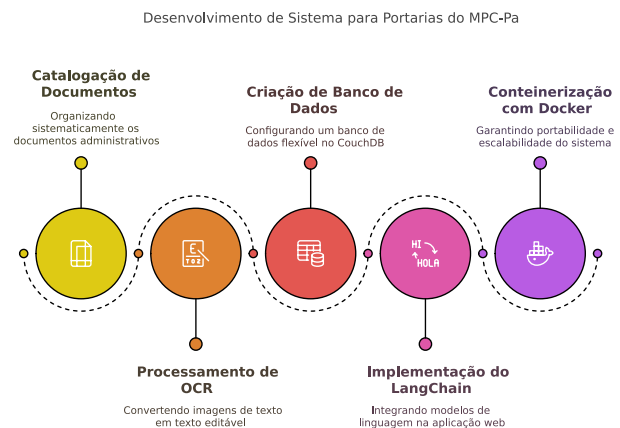 Desenvolvimento de Sistema para Portarias do MPC-Pa
Catalogação de
Documentos
Organizando
sistematicamente os
documentos administrativos
Criação de Banco de
Dados
Configurando um banco de
dados flexível no CouchDB
Conteinerização
com Docker
Garantindo portabilidade e
escalabilidade do sistema
HI
HOLA
Processamento de
OCR
Convertendo imagens de texto
em texto editável
Implementação do
LangChain
Integrando modelos de
linguagem na aplicação web